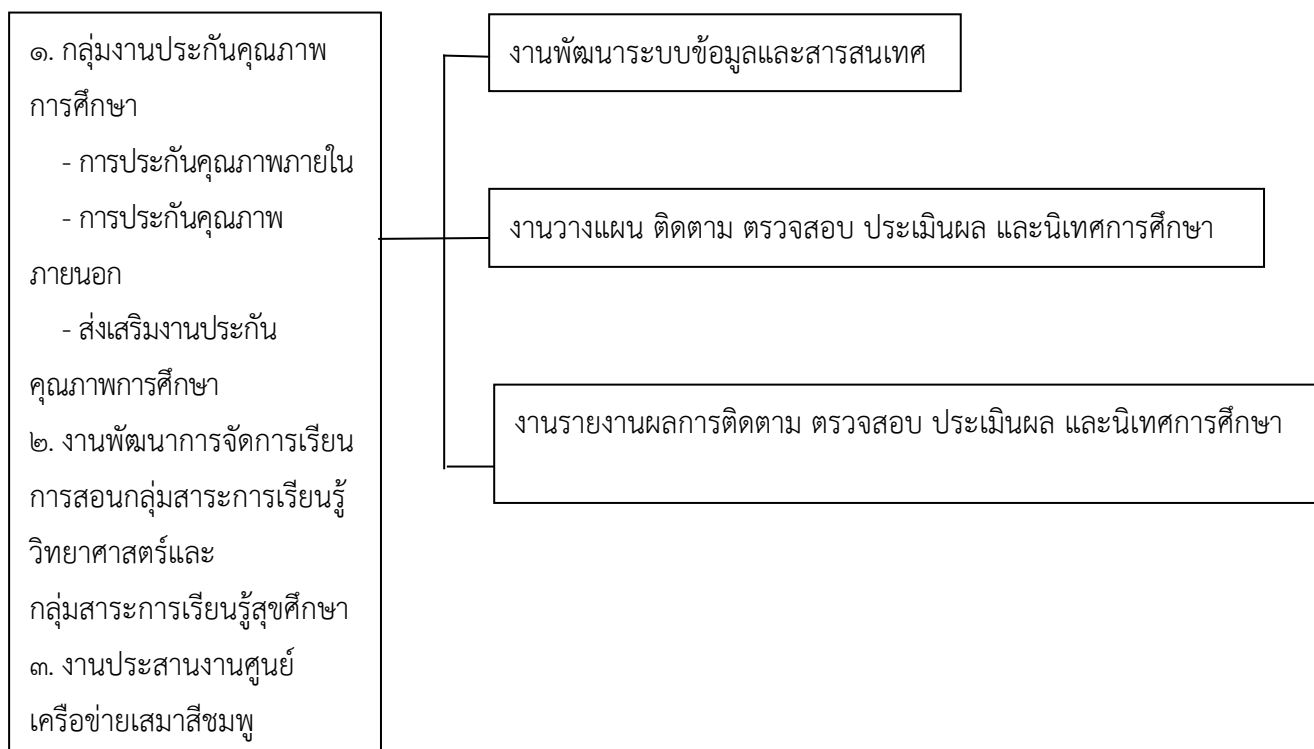 ๑. กลุ่มงานประกันคุณภาพ
การศึกษา
- การประกันคุณภาพภายใน
- การประกันคุณภาพ
ภายนอก
- ส่งเสริมงานประกัน
คุณภาพการศึกษา
๒. งานพัฒนาการจัดการเรียน
การสอนกลุ่มสาระการเรียนรู้
วิทยาศาสตร์และ
กลุ่มสาระการเรียนรู้สุขศึกษา
๓. งานประสานงานศูนย์
เครือข่ายเสมาสีชมพู
งานพัฒนาระบบข้อมูลและสารสนเทศ
งานวางแผน ติดตาม ตรวจสอบ ประเมินผล และนิเทศการศึกษา
งานรายงานผลการติดตาม ตรวจสอบ ประเมินผล และนิเทศการศึกษา